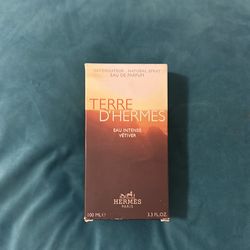 VAPORISATEUR - NATURAL SPRAY
EAU DE PARFUM
TERRE
D'HERMES
EAU INTENSE
VÉTIVER
HERMÈS
PARIS
100 ML e 3.3 FL.OZ.